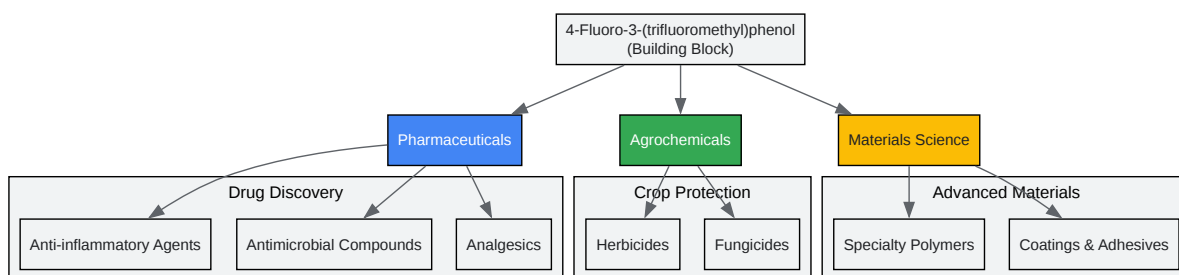 4-Fluoro-3-(trifluoromethyl)phenol
(Building Block)
Pharmaceuticals
Agrochemicals
Materials Science
Drug Discovery
Crop Protection
Advanced Materials
Anti-inflammatory Agents
Antimicrobial Compounds
Analgesics
Herbicides
Fungicides
Specialty Polymers
Coatings & Adhesives